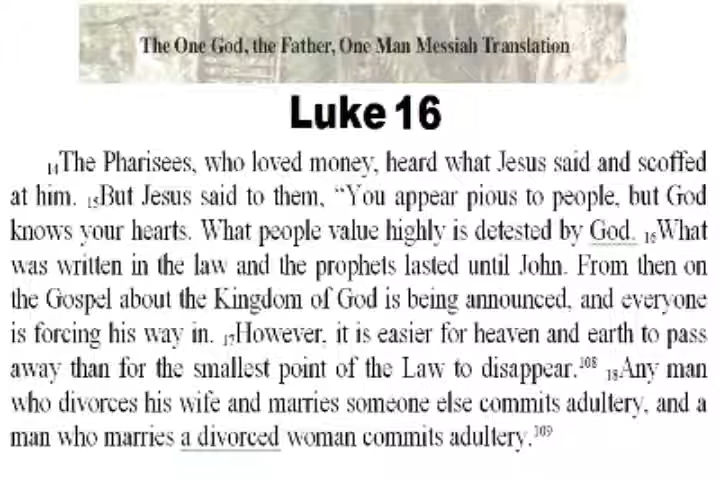 The One God, the Father, One Man Messiah Translation
Luke 16
14The Pharisees, who loved money, heard what Jesus said and scoffed
at him. 15But Jesus said to them, “You appear pious to people, but God
knows your hearts. What people value highly is detested by God. 16What
was written in the law and the prophets lasted until John. From then on
the Gospel about the Kingdom of God is being announced, and everyone
is forcing his way in. 17However, it is easier for heaven and earth to pass
away than for the smallest point of the Law to disappear.108 18Any man
who divorces his wife and marries someone else commits adultery, and a
man who marries a divorced woman commits adultery.109